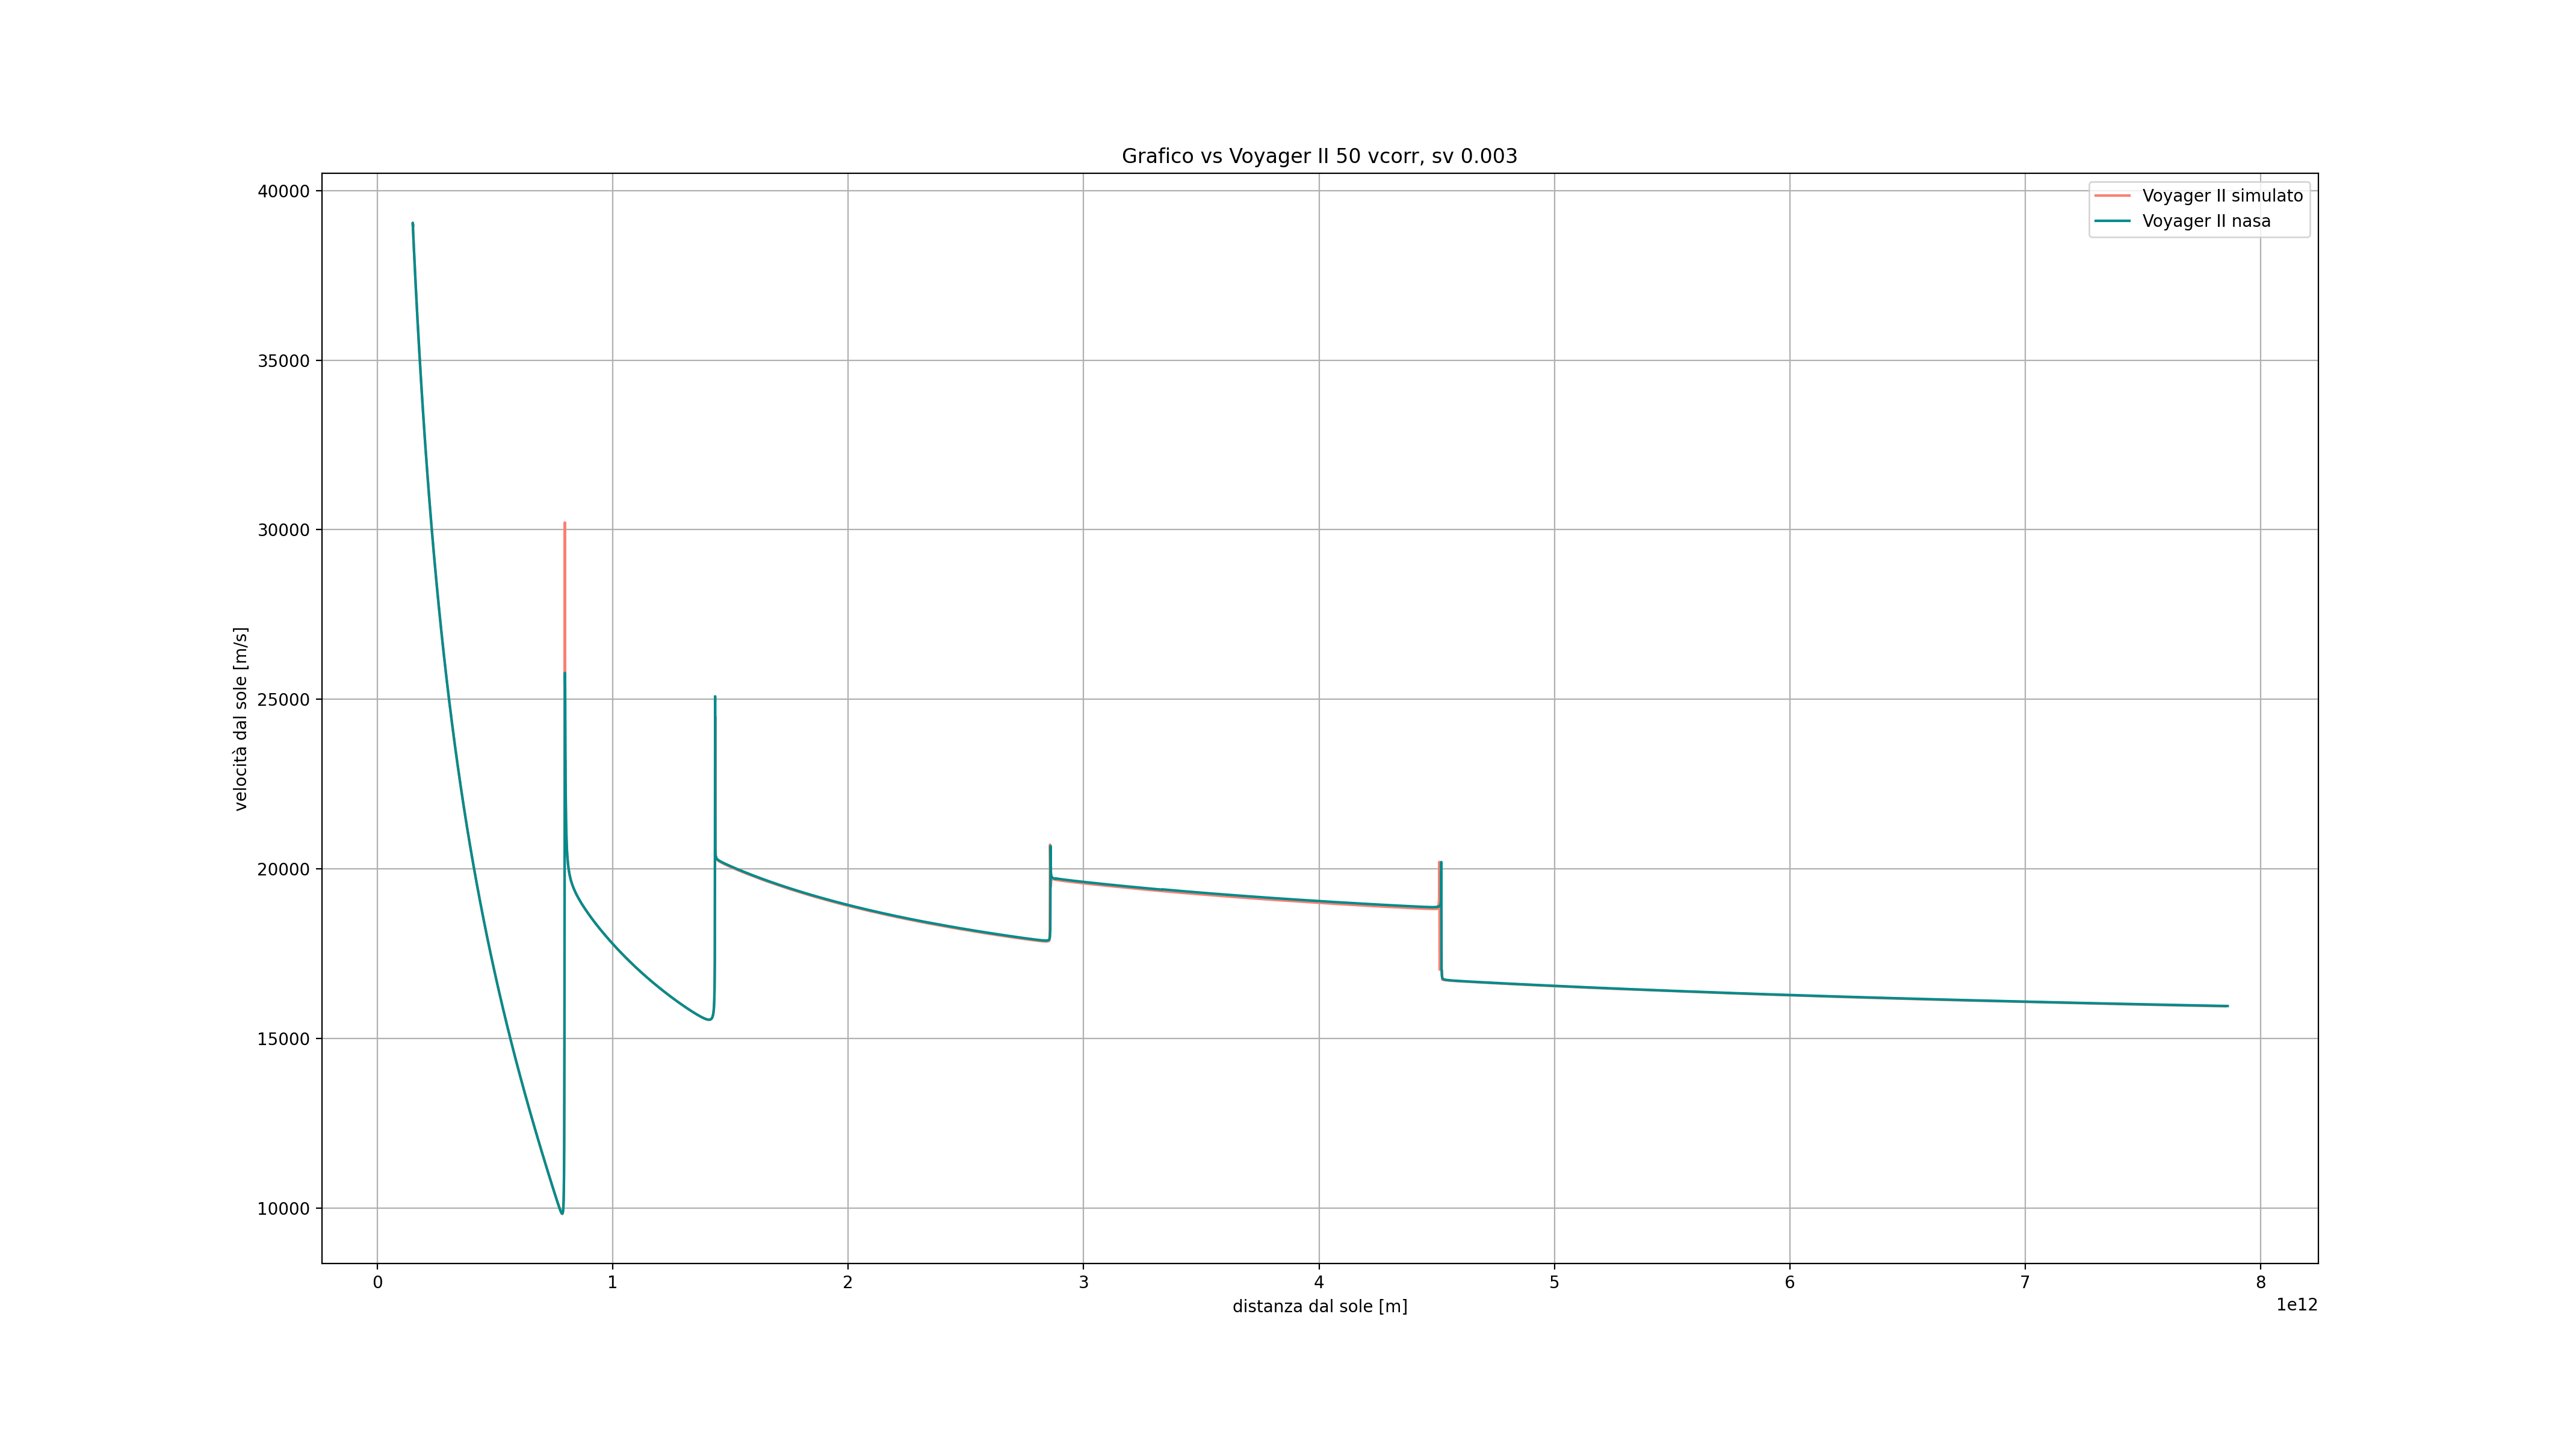 Grafico vs Voyager II 50 vcorr, sv 0.003
Voyager II simulato
Voyager II nasa
40000
35000
30000
25000
20000
15000
10000
velocità dal sole [m/s]
0 1 2 3 4 5 6 7 8
1e12
distanza dal sole [m]